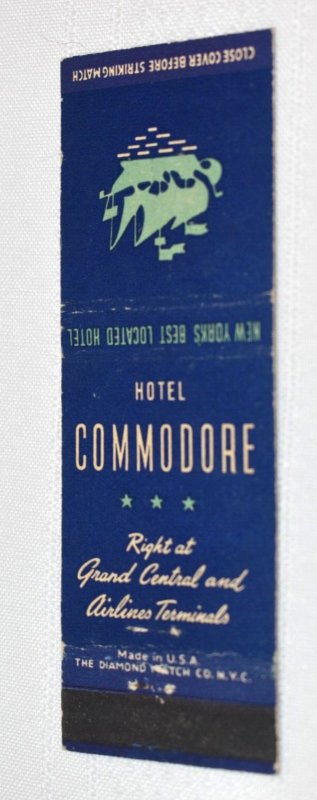 CLOSE COVER BEFORE STRIKING MATCH
NEW YORK'S BEST LOCATED HOTEL
HOTEL
COMMODORE
Right at
Grand Central and
Airlines Terminals
Made in U.S.A.
THE DIAMOND MATCH CO. N.Y.C.